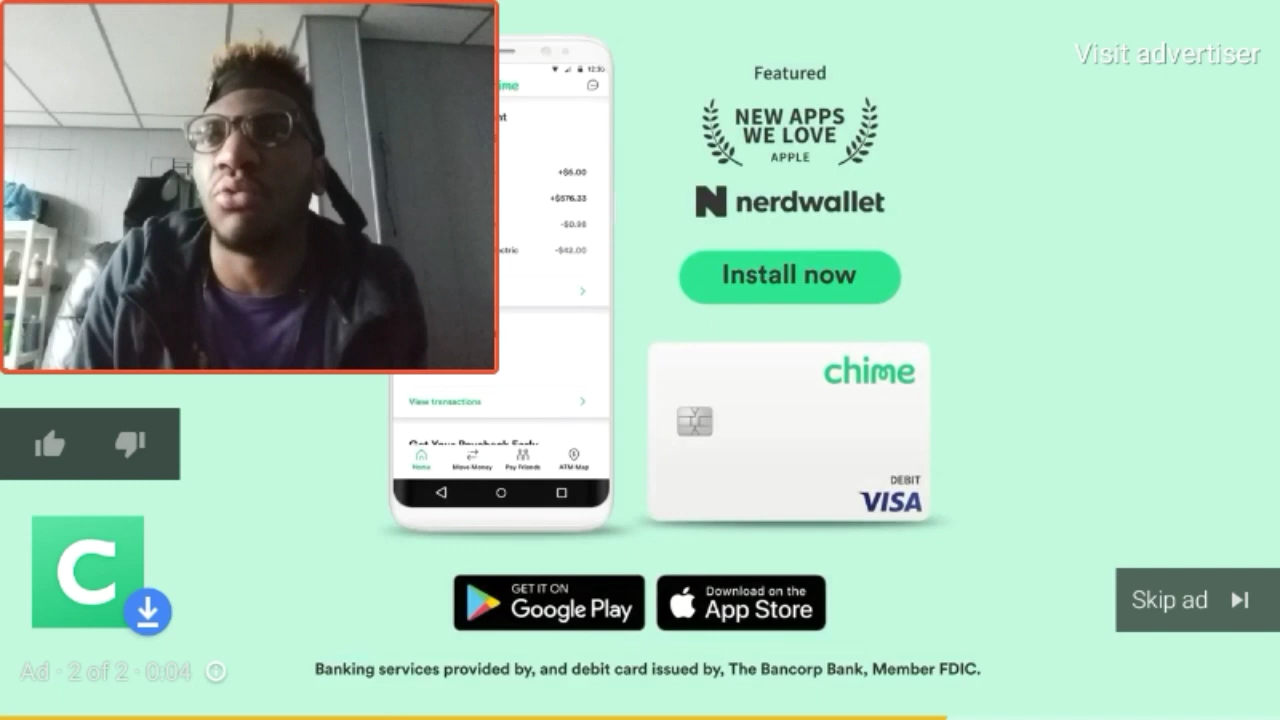 Visit advertiser
Featured
NEW APPS
WE LOVE
APPLE
nerdwallet
Install now
12:30
+$5.00
+$576.33
-$0.98
-$42.00
View transactions
Home
Move Money
Pay Friends
ATM Map
chime
DEBIT
VISA
C
GET IT ON
Google Play
Download on the
App Store
Skip ad
Ad · 2 of 2 · 0:04
Banking services provided by, and debit card issued by, The Bancorp Bank, Member FDIC.